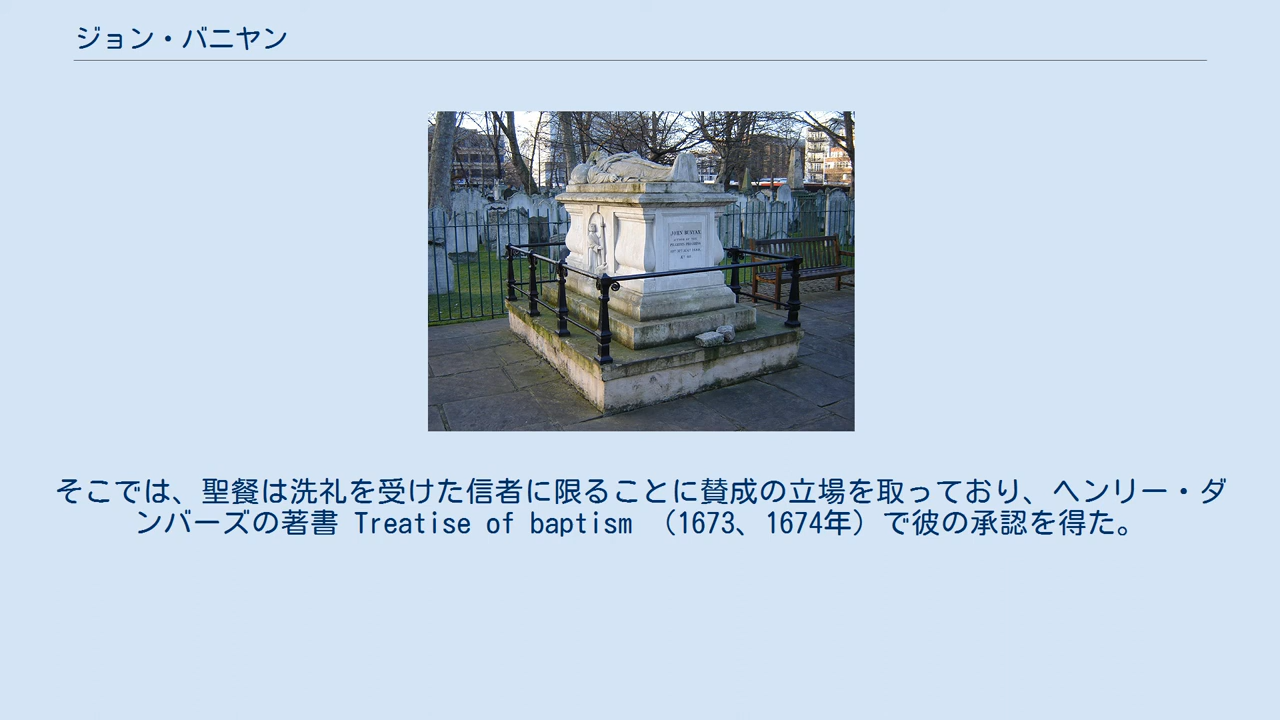 ジョン・バニヤン
JOHN BUNYAN
そこでは、聖餐は洗礼を受けた信者に限ることに賛成の立場を取っており、ヘンリー・ダ
ンバーズの著書 Treatise of baptism （1673、1674年）で彼の承認を得た。